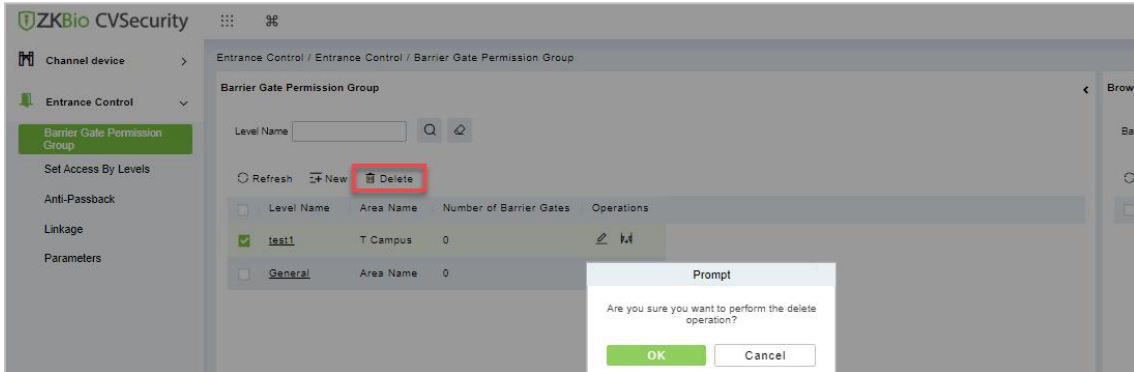 ZKBio CVSecurity
Channel device
Entrance Control
Barrier Gate Permission
Group
Set Access By Levels
Anti-Passback
Linkage
Parameters
Entrance Control / Entrance Control / Barrier Gate Permission Group
Barrier Gate Permission Group
Level Name
Refresh New Delete
Level Name Area Name Number of Barrier Gates Operations
test1 T Campus 0
General Area Name 0
Prompt
Are you sure you want to perform the delete
operation?
OK Cancel
Brow
Ba